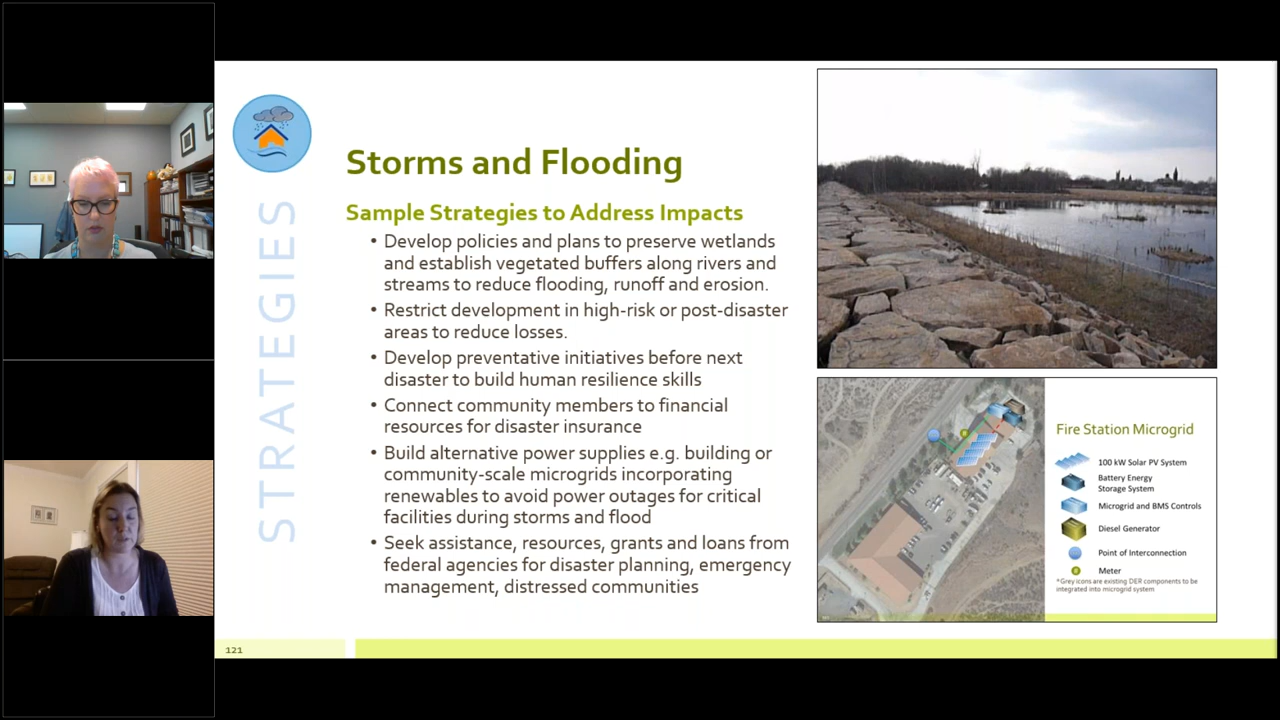 STRATEGIES
Storms and Flooding
Sample Strategies to Address Impacts
• Develop policies and plans to preserve wetlands
and establish vegetated buffers along rivers and
streams to reduce flooding, runoff and erosion.
• Restrict development in high-risk or post-disaster
areas to reduce losses.
• Develop preventative initiatives before next
disaster to build human resilience skills
• Connect community members to financial
resources for disaster insurance
• Build alternative power supplies e.g. building or
community-scale microgrids incorporating
renewables to avoid power outages for critical
facilities during storms and flood
• Seek assistance, resources, grants and loans from
federal agencies for disaster planning, emergency
management, distressed communities
Fire Station Microgrid
100 kW Solar PV System
Battery Energy
Storage System
Microgrid and BMS Controls
Diesel Generator
Point of Interconnection
Meter
*Grey icons are existing DER components to be
integrated into microgrid system
121